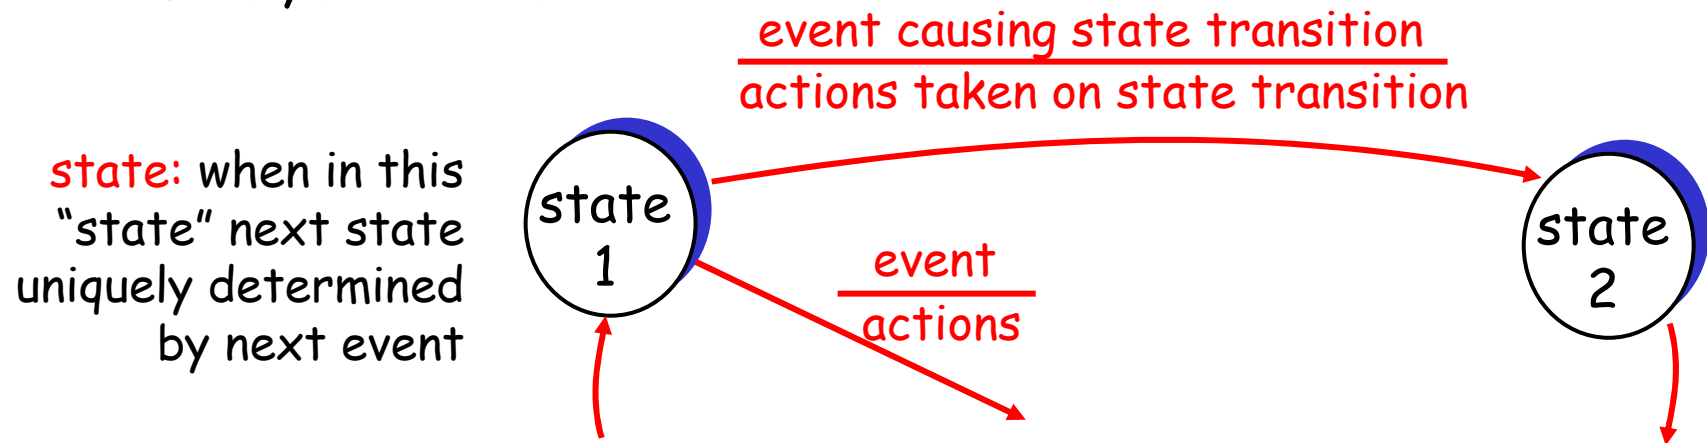 event causing state transition
actions taken on state transition
state: when in this
“state” next state
uniquely determined
by next event
state
1
event
actions
state
2